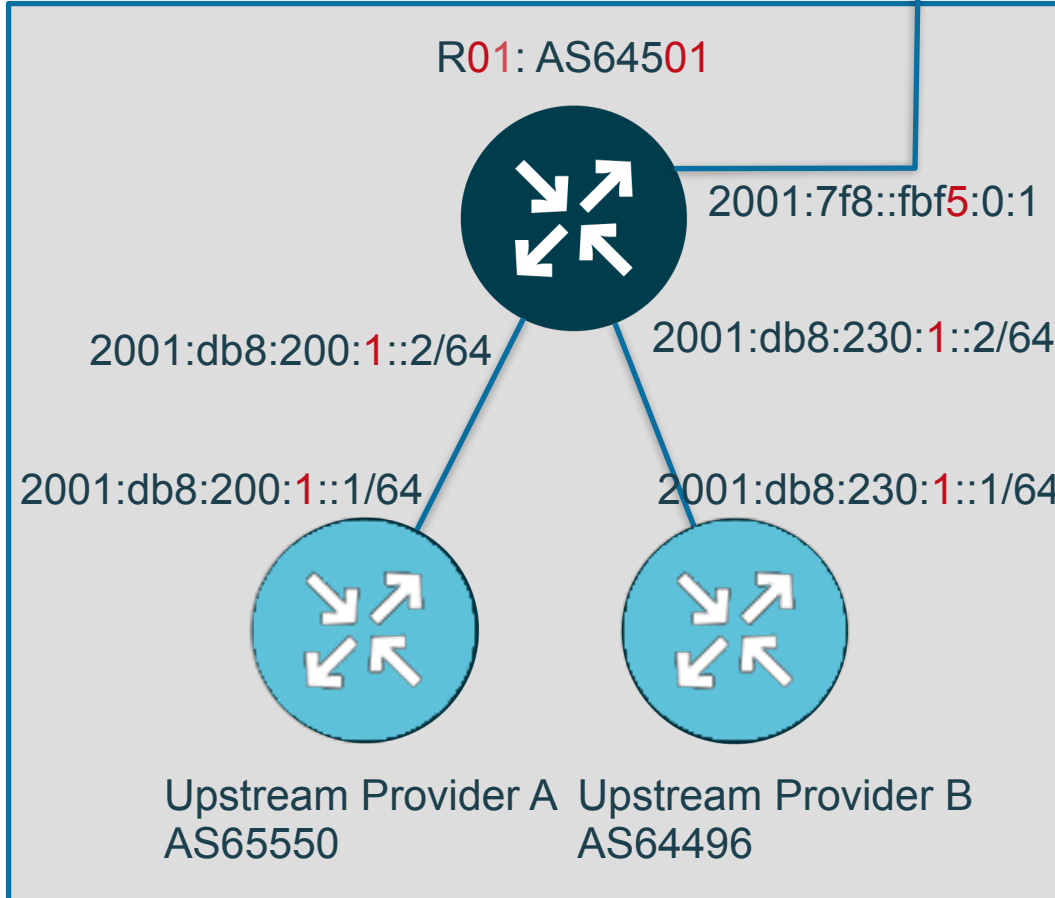 R01: AS64501
2001:7f8::fbf5:0:1
2001:db8:200:1::2/64
2001:db8:230:1::2/64
2001:db8:200:1::1/64
2001:db8:230:1::1/64
Upstream Provider A
AS65550
Upstream Provider B
AS64496